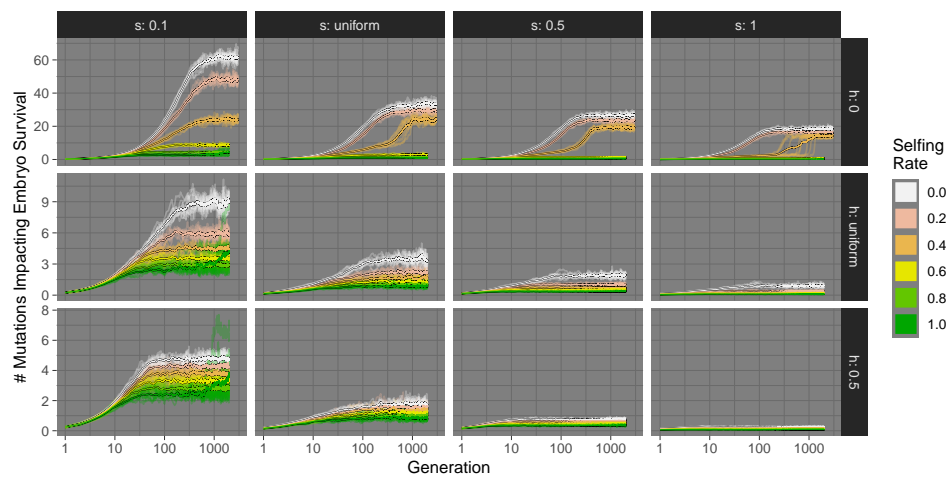 s: 0.1
s: uniform
s: 0.5
s: 1
# Mutations Impacting Embryo Survival
60
40
20
0
h: 0
9
6
3
0
h: uniform
8
6
4
2
0
h: 0.5
1 10 100 1000
1 10 100 1000
1 10 100 1000
1 10 100 1000
Generation
Selfing
Rate
0.0
0.2
0.4
0.6
0.8
1.0